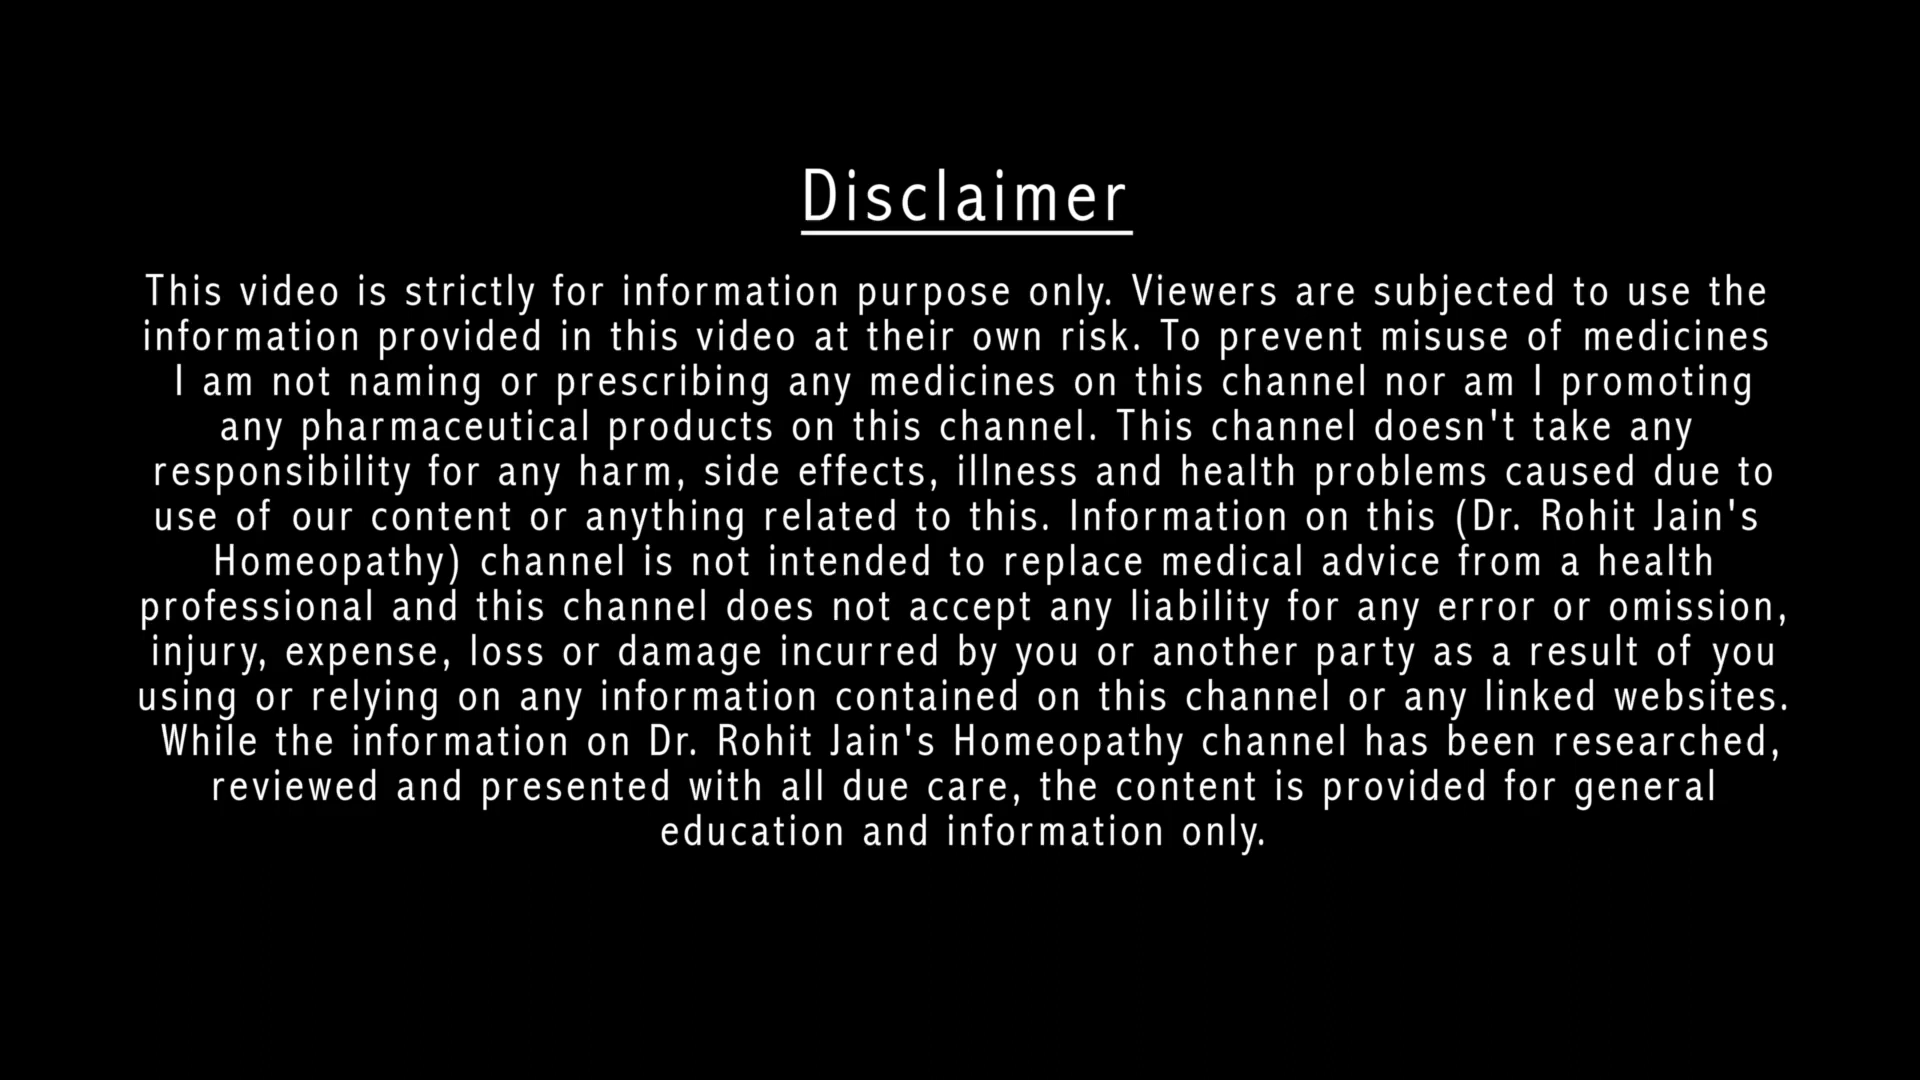 Disclaimer
This video is strictly for information purpose only. Viewers are subjected to use the
information provided in this video at their own risk. To prevent misuse of medicines
I am not naming or prescribing any medicines on this channel nor am I promoting
any pharmaceutical products on this channel. This channel doesn't take any
responsibility for any harm, side effects, illness and health problems caused due to
use of our content or anything related to this. Information on this (Dr. Rohit Jain's
Homeopathy) channel is not intended to replace medical advice from a health
professional and this channel does not accept any liability for any error or omission,
injury, expense, loss or damage incurred by you or another party as a result of you
using or relying on any information contained on this channel or any linked websites.
While the information on Dr. Rohit Jain's Homeopathy channel has been researched,
reviewed and presented with all due care, the content is provided for general
education and information only.